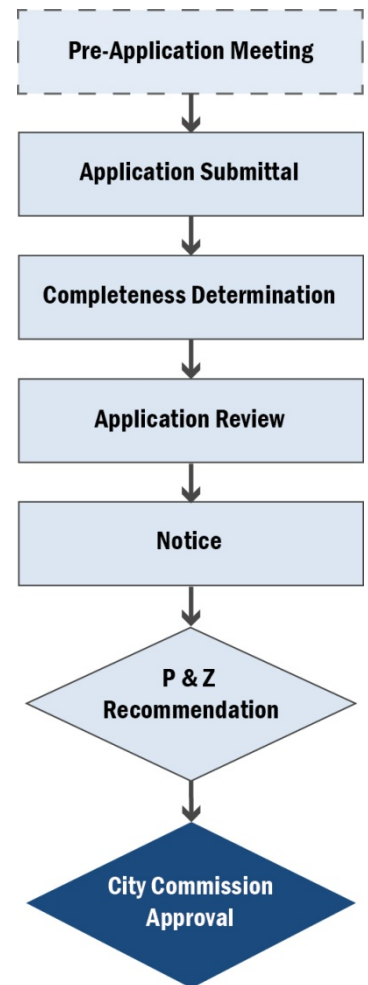 Pre-Application Meeting
Application Submittal
Completeness Determination
Application Review
Notice
P & Z
Recommendation
City Commission
Approval